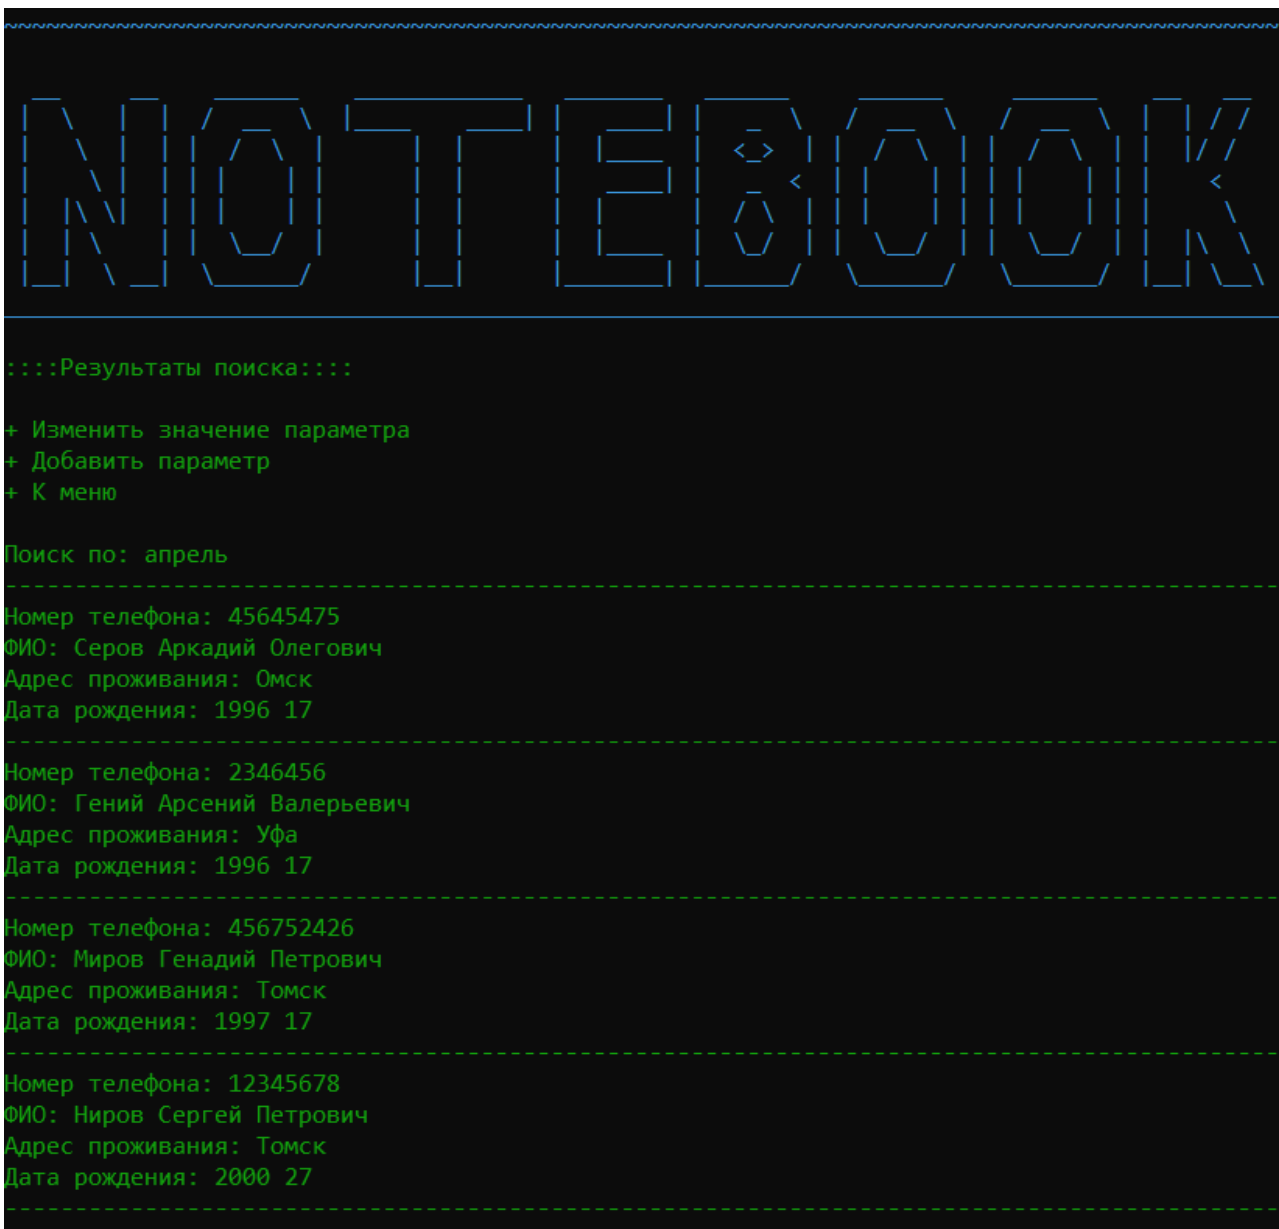 NOTEBOOK
::::Результаты поиска::::
+ Изменить значение параметра
+ Добавить параметр
+ К меню
Поиск по: апрель
Номер телефона: 45645475
ФИО: Серов Аркадий Олегович
Адрес проживания: Омск
Дата рождения: 1996 17
Номер телефона: 2346456
ФИО: Гений Арсений Валерьевич
Адрес проживания: Уфа
Дата рождения: 1996 17
Номер телефона: 456752426
ФИО: Миров Генадий Петрович
Адрес проживания: Томск
Дата рождения: 1997 17
Номер телефона: 12345678
ФИО: Ниров Сергей Петрович
Адрес проживания: Томск
Дата рождения: 2000 27